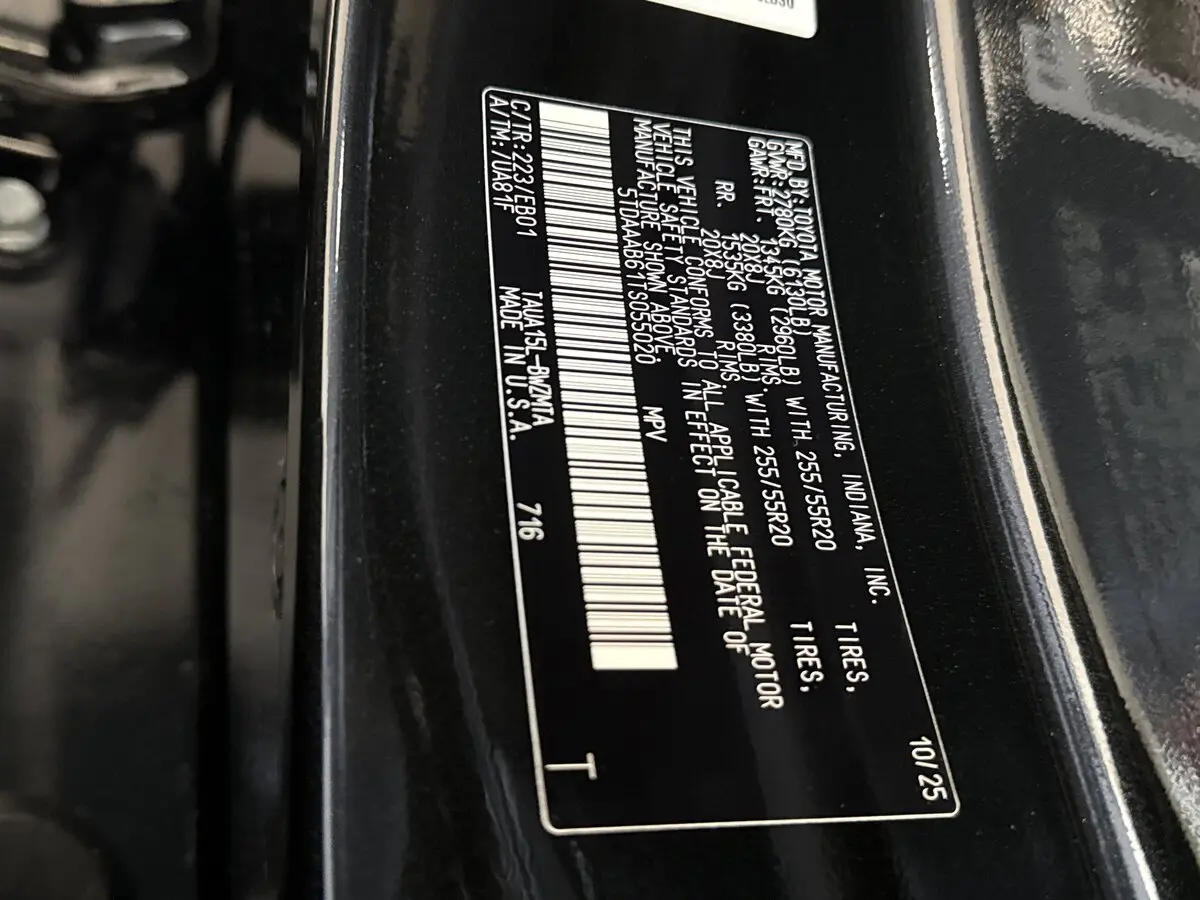 MFD.BY:TOYOTA MOTOR MANUFACTURING, INDIANA, INC. 10/25
GVWR:2780KG (6130LB)
GAWR:FRT. 1345KG (2960LB) WITH 255/55R20 TIRES,
20X8J RIMS,
RR. 1535KG (3380LB) WITH 255/55R20 TIRES,
20X8J RIMS.
THIS VEHICLE CONFORMS TO ALL APPLICABLE FEDERAL MOTOR
VEHICLE SAFETY STANDARDS IN EFFECT ON THE DATE OF
MANUFACTURE SHOWN ABOVE.
5TDAAAB61TS055020 MPV
C/TR:223/EB01 TAUA15L-BWZMTA 716
A/TM:/UA81F MADE IN U.S.A.
T